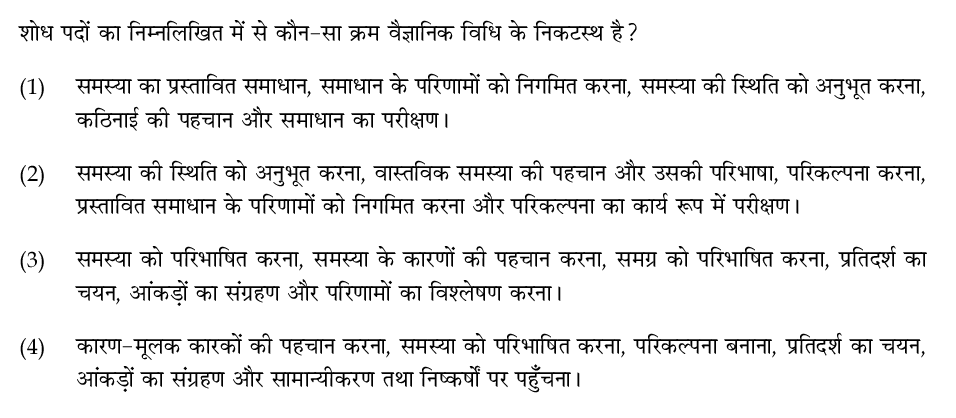 शोध पदों का निम्नलिखित में से कौन-सा क्रम वैज्ञानिक विधि के निकटस्थ है ?
(1) समस्या का प्रस्तावित समाधान, समाधान के परिणामों को निगमित करना, समस्या की स्थिति को अनुभूत करना,
कठिनाई की पहचान और समाधान का परीक्षण।
(2) समस्या की स्थिति को अनुभूत करना, वास्तविक समस्या की पहचान और उसकी परिभाषा, परिकल्पना करना,
प्रस्तावित समाधान के परिणामों को निगमित करना और परिकल्पना का कार्य रूप में परीक्षण।
(3) समस्या को परिभाषित करना, समस्या के कारणों की पहचान करना, समग्र को परिभाषित करना, प्रतिदर्श का
चयन, आंकड़ों का संग्रहण और परिणामों का विश्लेषण करना।
(4) कारण-मूलक कारकों की पहचान करना, समस्या को परिभाषित करना, परिकल्पना बनाना, प्रतिदर्श का चयन,
आंकड़ों का संग्रहण और सामान्यीकरण तथा निष्कर्षों पर पहुँचना।